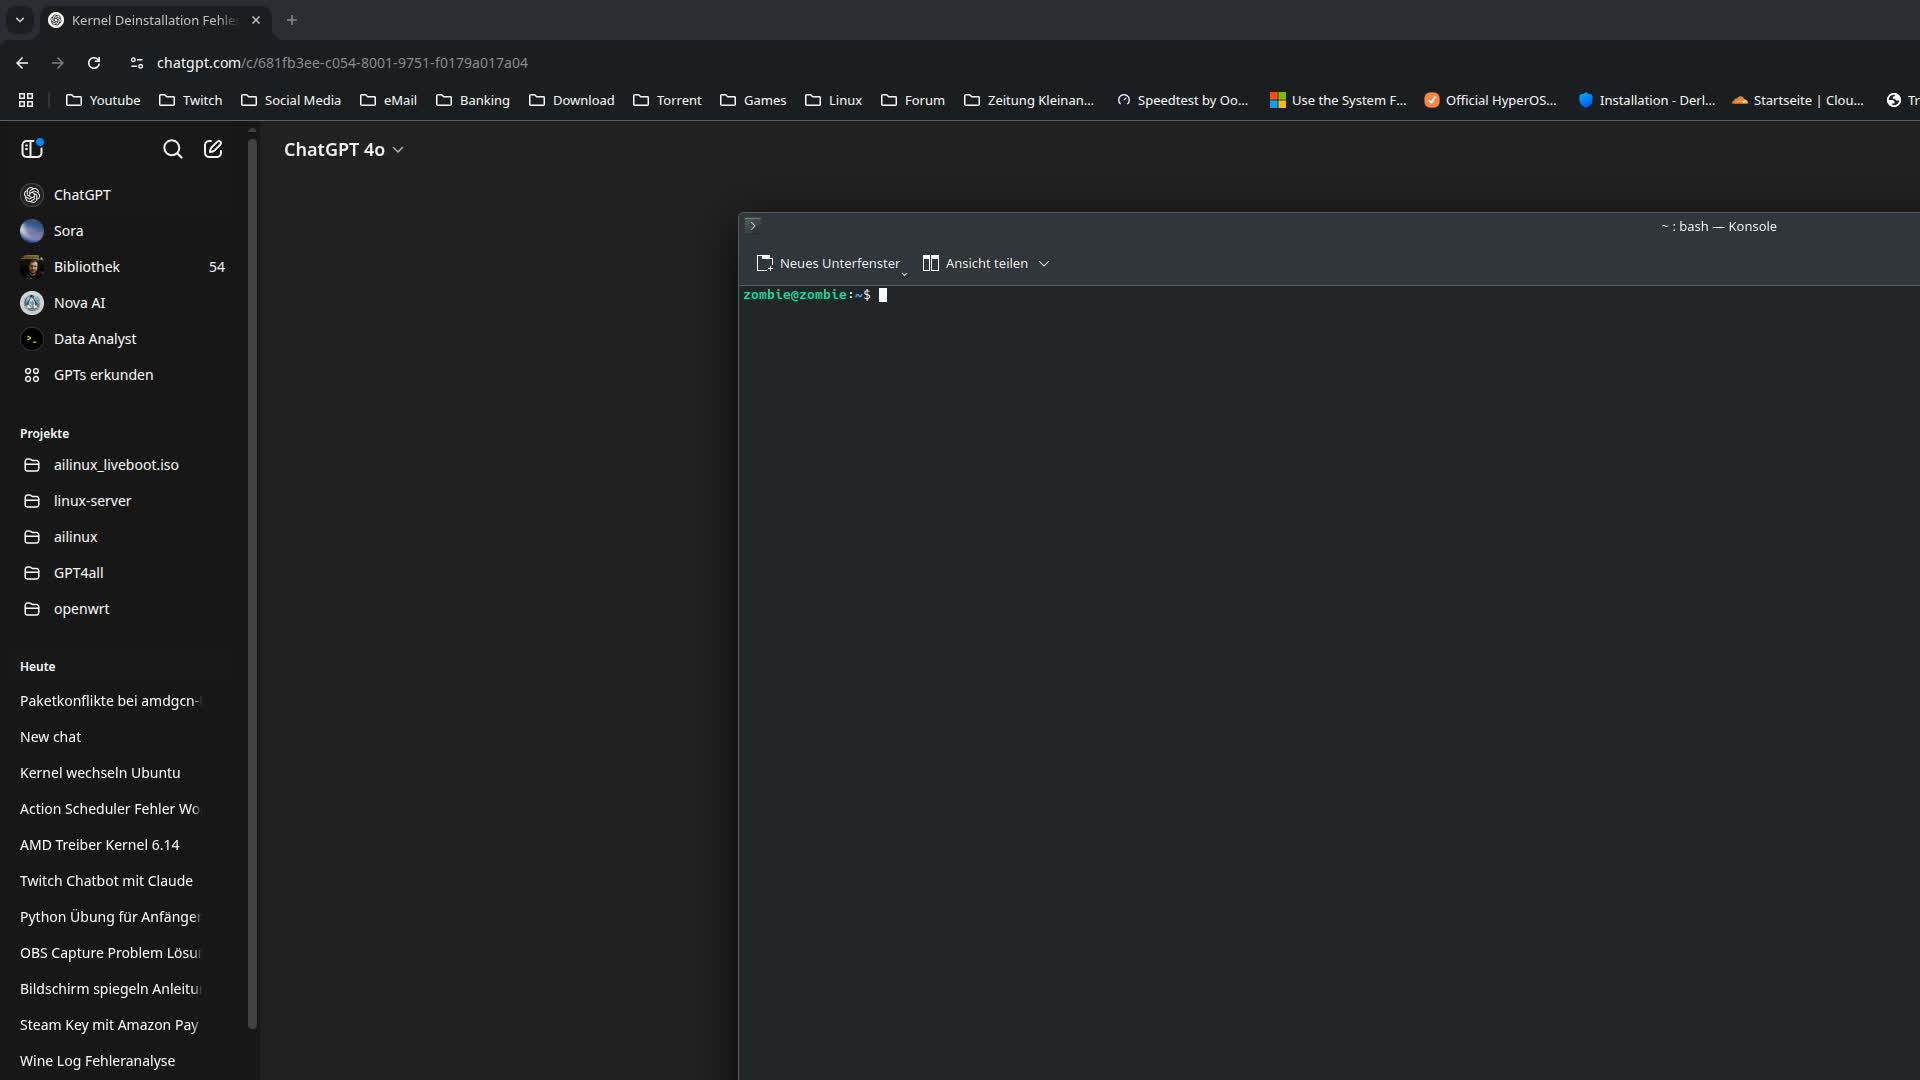 Kernel Deinstallation Fehle
chatgpt.com/c/681fb3ee-c054-8001-9751-f0179a017a04
Youtube Twitch Social Media eMail Banking Download Torrent Games Linux Forum Zeitung Kleinan... Speedtest by Oo... Use the System F... Official HyperOS... Installation - Derl... Startseite | Clou... Tr
ChatGPT 4o
ChatGPT
Sora
Bibliothek 54
Nova AI
Data Analyst
GPTs erkunden
Projekte
ailinux_liveboot.iso
linux-server
ailinux
GPT4all
openwrt
Heute
Paketkonflikte bei amdgcn-
New chat
Kernel wechseln Ubuntu
Action Scheduler Fehler Wo
AMD Treiber Kernel 6.14
Twitch Chatbot mit Claude
Python Übung für Anfänger
OBS Capture Problem Lösu
Bildschirm spiegeln Anleitu
Steam Key mit Amazon Pay
Wine Log Fehleranalyse
~ : bash — Konsole
Neues Unterfenster Ansicht teilen
zombie@zombie:~$